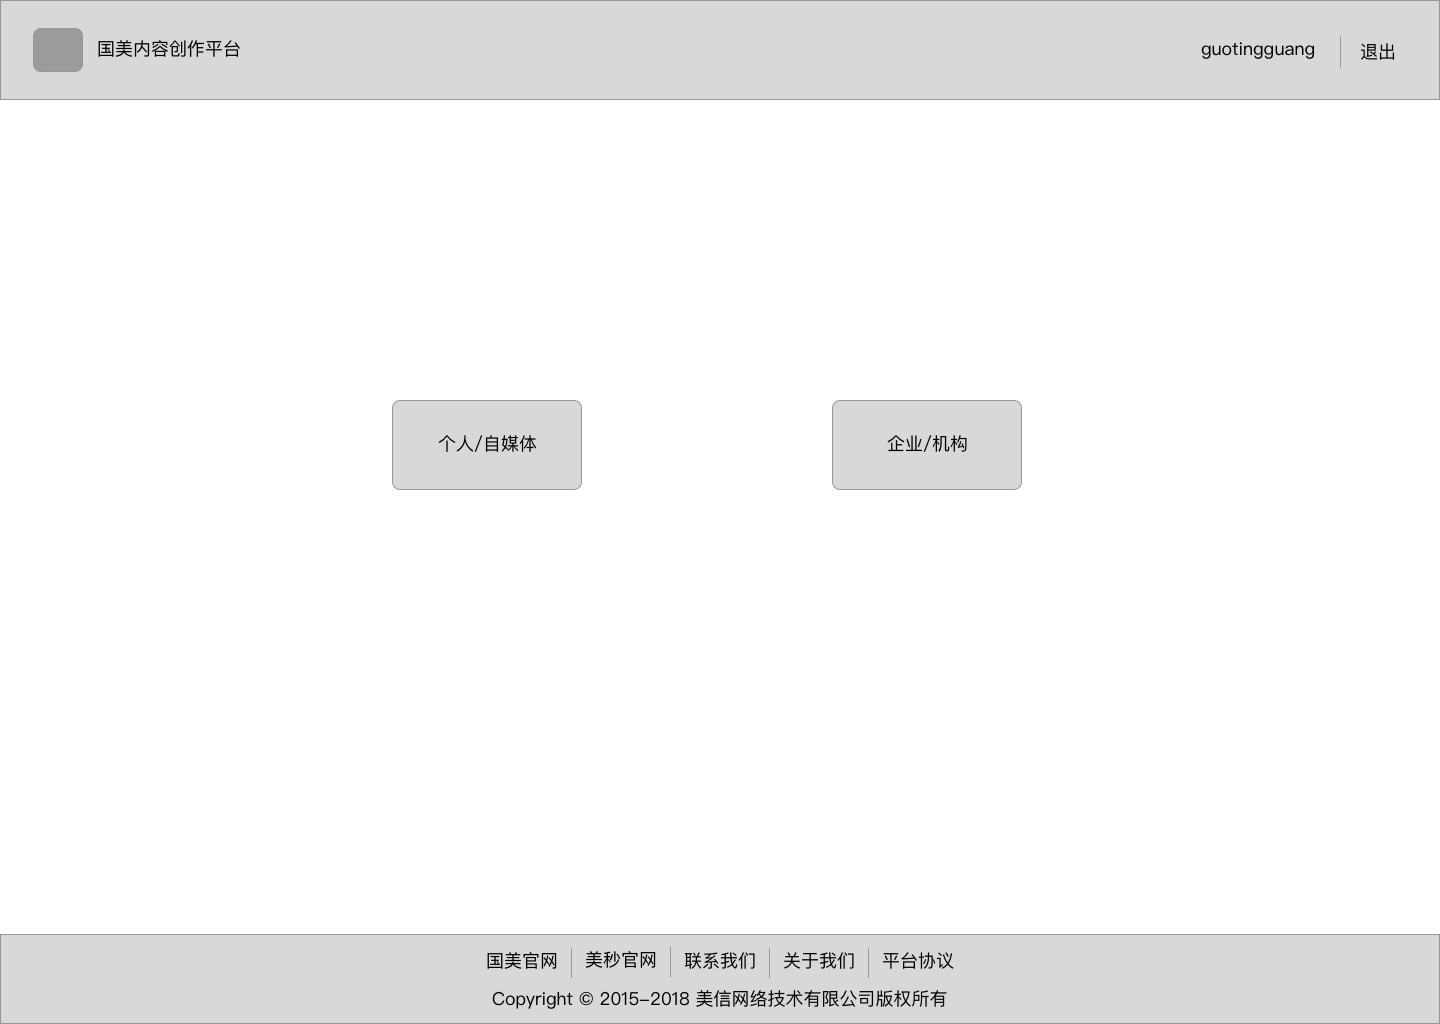 国美内容创作平台
guotingguang
退出
个人/自媒体
企业/机构
国美官网 美秒官网 联系我们 关于我们 平台协议
Copyright © 2015-2018 美信网络技术有限公司版权所有